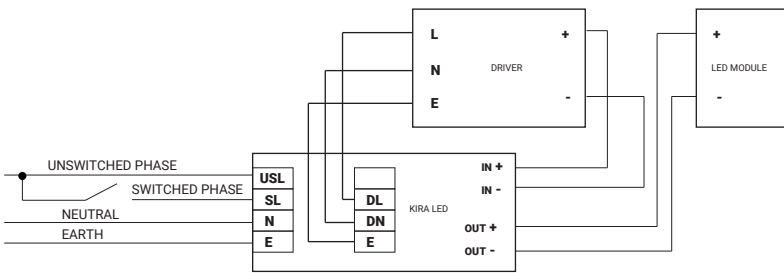 L
+
+
N
DRIVER
LED MODULE
E
-
-
UNSWITCHED PHASE
USL
IN +
SWITCHED PHASE
SL
DL
IN -
NEUTRAL
N
DN
KIRA LED
OUT +
EARTH
E
E
OUT -